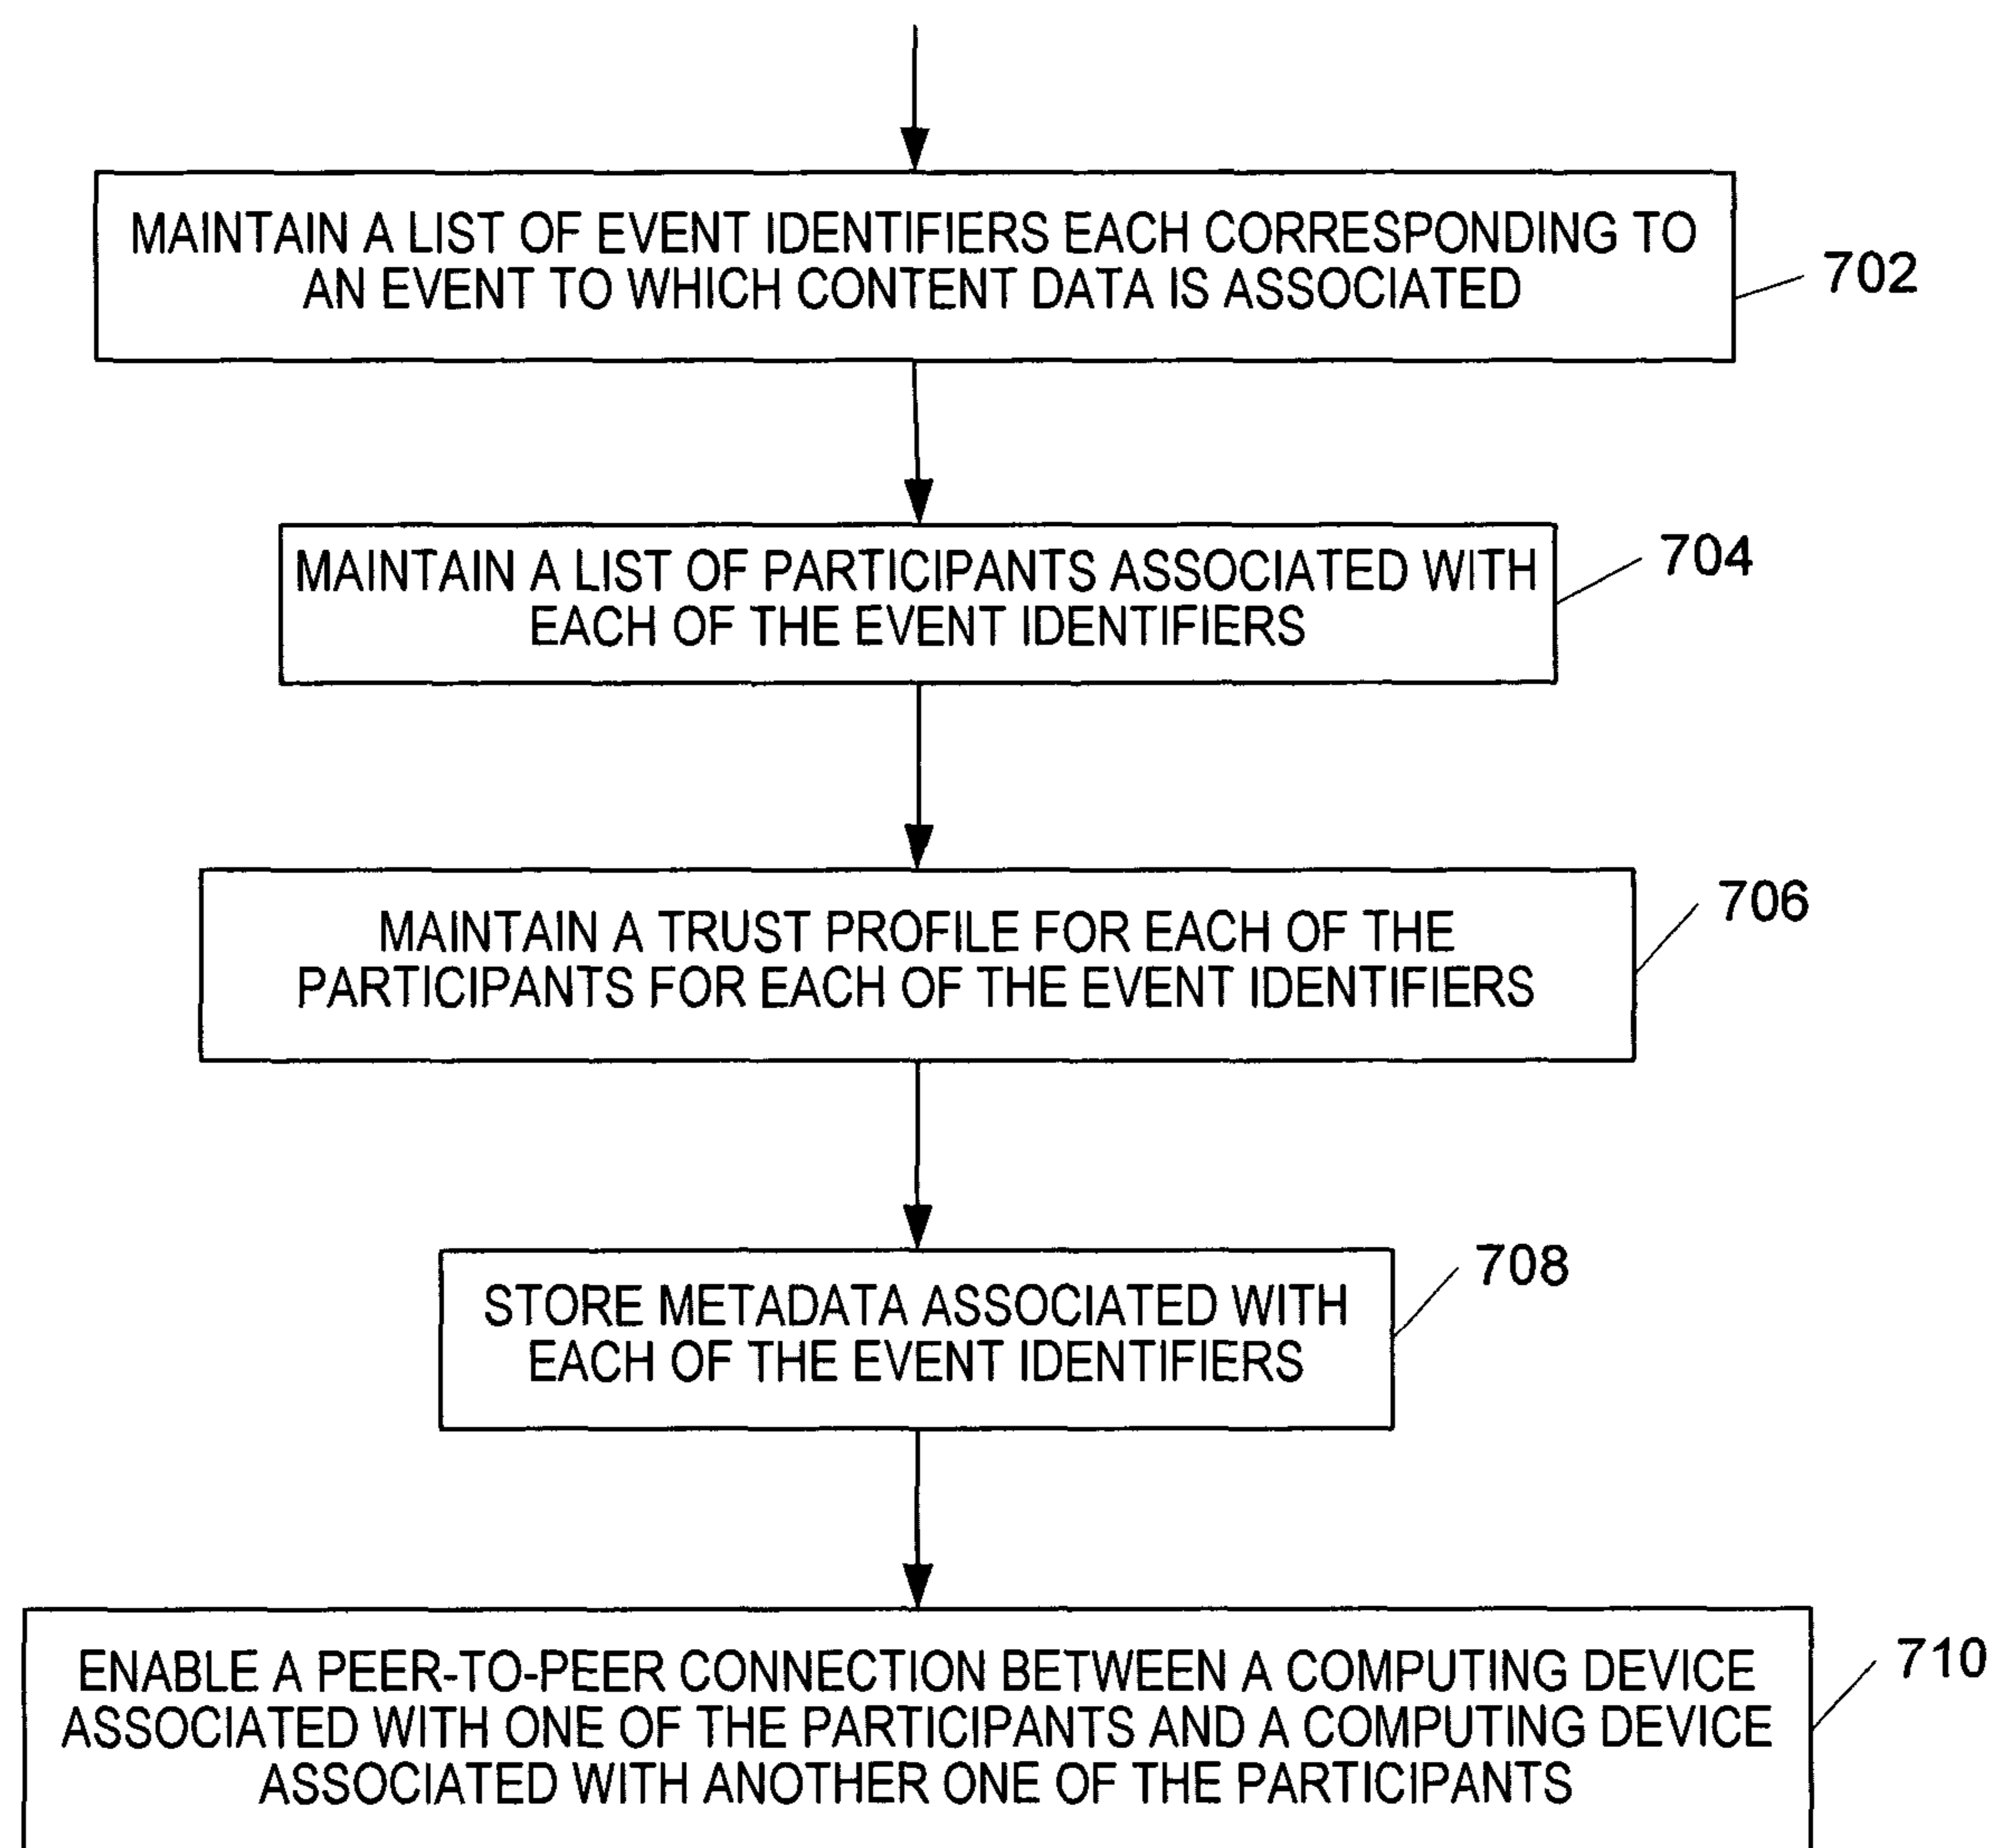 MAINTAIN A LIST OF EVENT IDENTIFIERS EACH CORRESPONDING TO
AN EVENT TO WHICH CONTENT DATA IS ASSOCIATED
702
MAINTAIN A LIST OF PARTICIPANTS ASSOCIATED WITH
EACH OF THE EVENT IDENTIFIERS
704
MAINTAIN A TRUST PROFILE FOR EACH OF THE
PARTICIPANTS FOR EACH OF THE EVENT IDENTIFIERS
706
STORE METADATA ASSOCIATED WITH
EACH OF THE EVENT IDENTIFIERS
708
ENABLE A PEER-TO-PEER CONNECTION BETWEEN A COMPUTING DEVICE
ASSOCIATED WITH ONE OF THE PARTICIPANTS AND A COMPUTING DEVICE
ASSOCIATED WITH ANOTHER ONE OF THE PARTICIPANTS
710